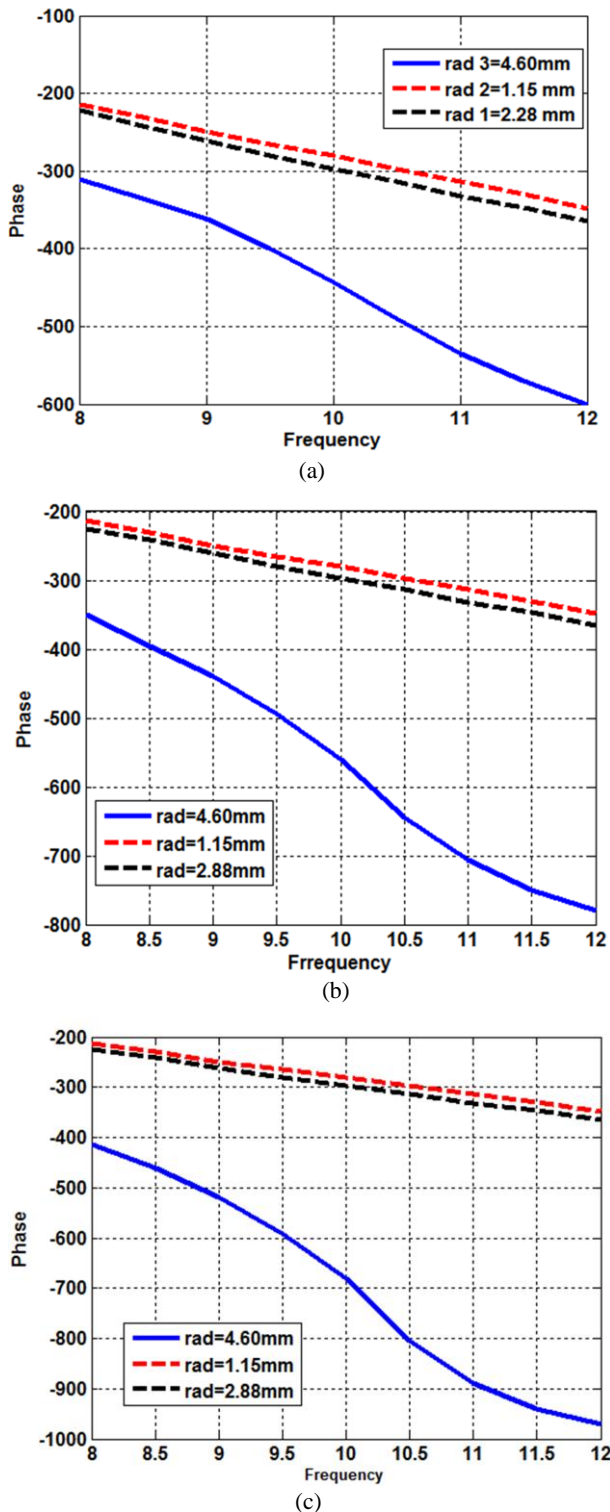 -100
-200
-300
-400
-500
-600
Phase
rad 3=4.60mm
rad 2=1.15 mm
rad 1=2.28 mm
8 9 10 11 12
Frequency
(a)
-200
-300
-400
-500
-600
-700
-800
Phase
rad=4.60mm
rad=1.15mm
rad=2.88mm
8 8.5 9 9.5 10 10.5 11 11.5 12
Frrequency
(b)
-200
-300
-400
-500
-600
-700
-800
-900
-1000
Phase
rad=4.60mm
rad=1.15mm
rad=2.88mm
8 8.5 9 9.5 10 10.5 11 11.5 12
Frequency
(c)